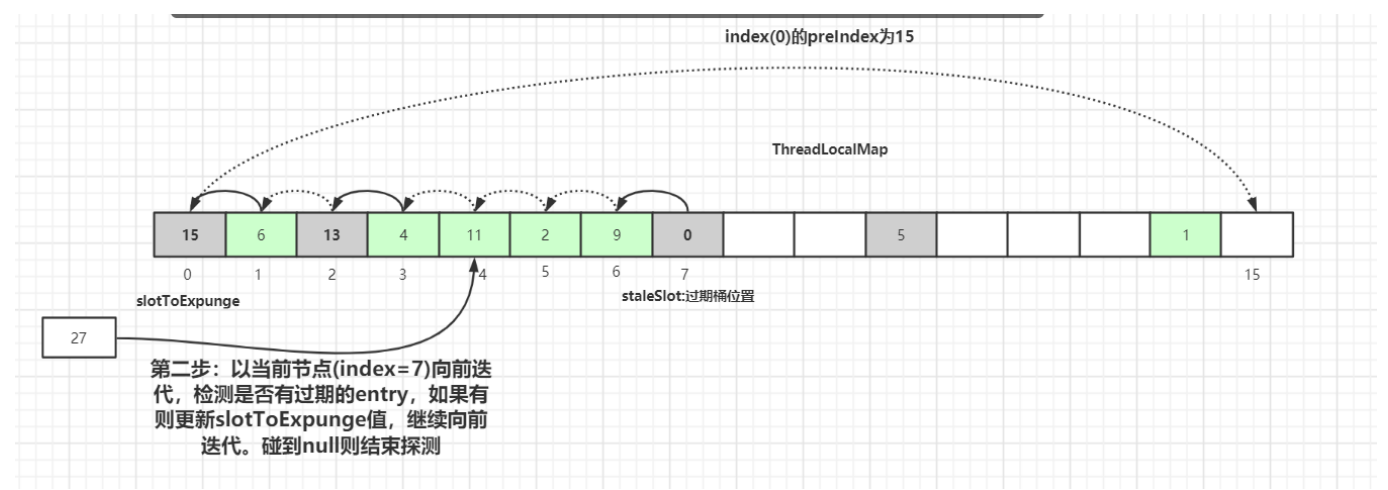 index(0)的preIndex为15
ThreadLocalMap
15 6 13 4 11 2 9 0 5 1
0 1 2 3 4 5 6 7 15
slotToExpunge
staleSlot:过期桶位置
27
第二步：以当前节点(index=7)向前迭
代，检测是否有过期的entry，如果有
则更新slotToExpunge值，继续向前
迭代。碰到null则结束探测